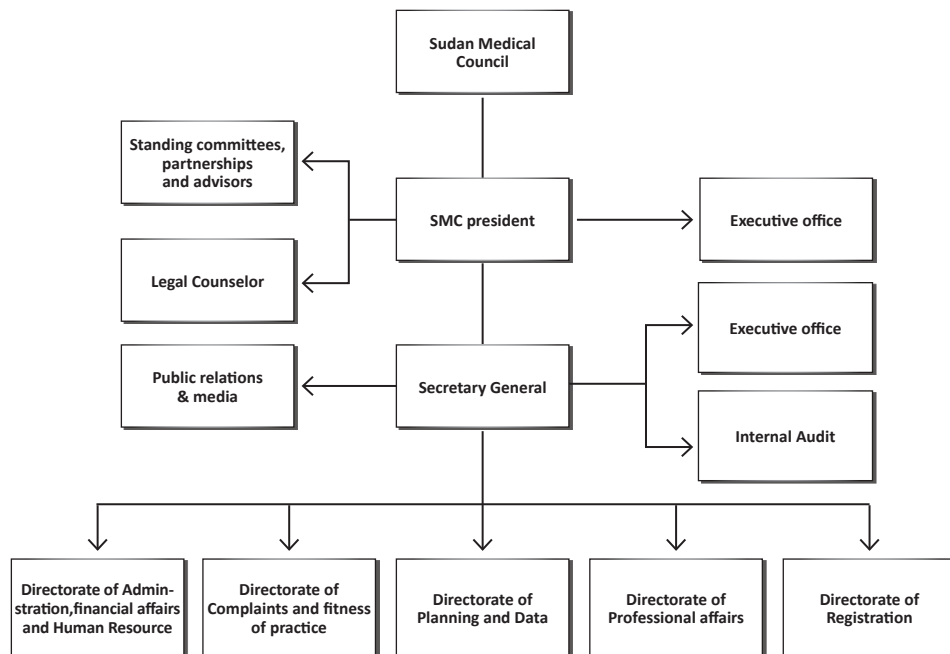 Sudan Medical
Council
Standing committees,
partnerships
and advisors
SMC president
Executive office
Legal Counselor
Executive office
Public relations
& media
Secretary General
Internal Audit
Directorate of Admin-
stration,financial affairs
and Human Resource
Directorate of
Complaints and fitness
of practice
Directorate of
Planning and Data
Directorate of
Professional affairs
Directorate of
Registration